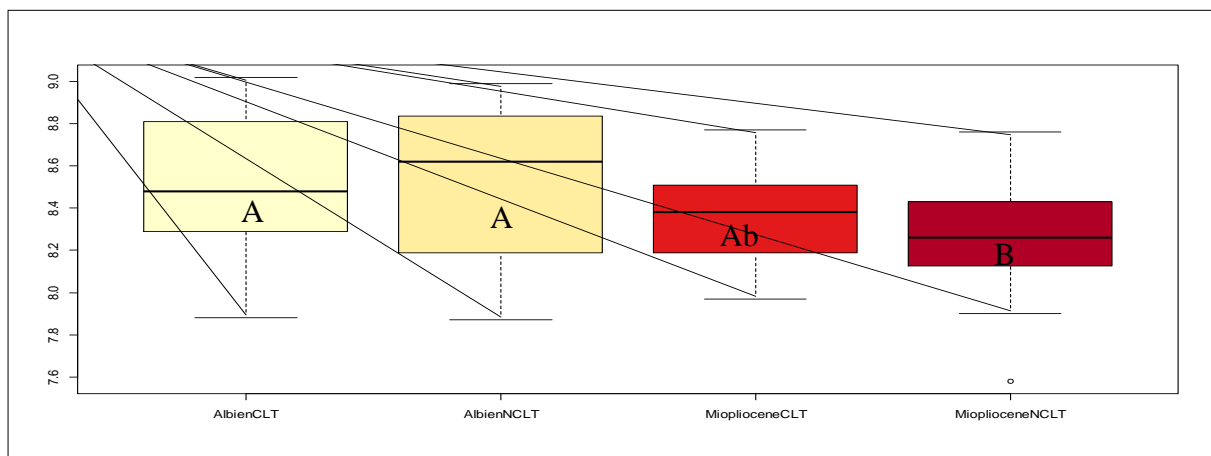 9.0
8.8
8.6
8.4
8.2
8.0
7.8
7.6
A
A
Ab
B
AlbienCLT
AlbienNCLT
MioplioceneCLT
MioplioceneNCLT